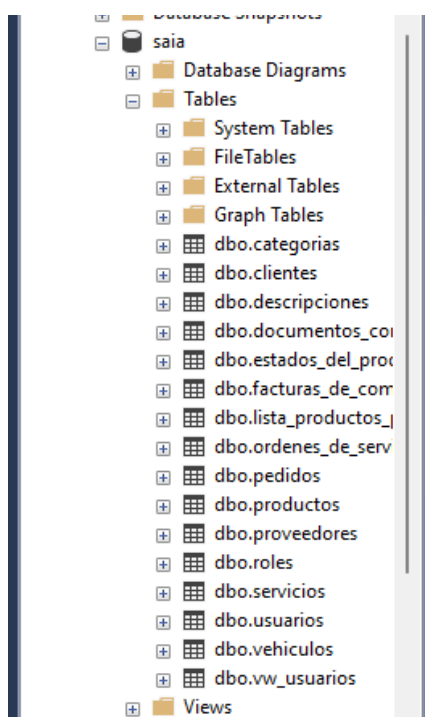 Database Snapshots
saia
Database Diagrams
Tables
System Tables
FileTables
External Tables
Graph Tables
dbo.categorias
dbo.clientes
dbo.descripciones
dbo.documentos_co
dbo.estados_del_pro
dbo.facturas_de_com
dbo.lista_productos_
dbo.ordenes_de_serv
dbo.pedidos
dbo.productos
dbo.proveedores
dbo.roles
dbo.servicios
dbo.usuarios
dbo.vehiculos
dbo.vw_usuarios
Views